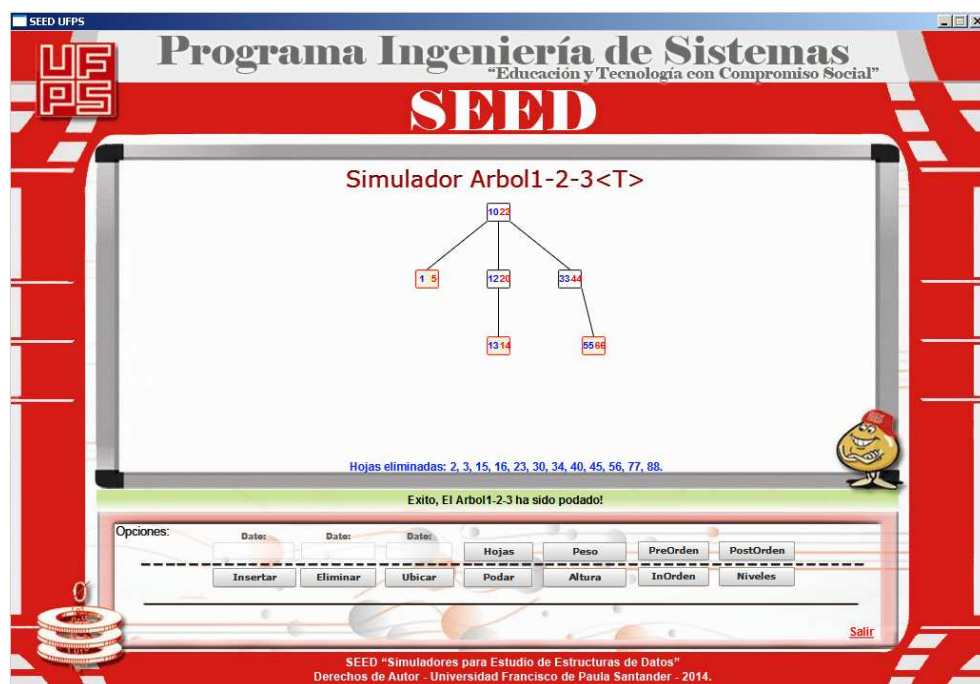 SEED UFPS
UFPS
Programa Ingeniería de Sistemas
“Educación y Tecnología con Compromiso Social”
SEED
Simulador Arbol1-2-3<T>
10 22
1 5 12 20 33 44
13 14 55 66
Hojas eliminadas: 2, 3, 15, 16, 23, 30, 34, 40, 45, 56, 77, 88.
Exito, El Arbol1-2-3 ha sido podado!
Opciones:
Dato: Dato: Dato:
Hojas Peso PreOrden PostOrden
Insertar Eliminar Ubicar Podar Altura InOrden Niveles
Salir
SEED “Simuladores para Estudio de Estructuras de Datos”
Derechos de Autor - Universidad Francisco de Paula Santander - 2014.